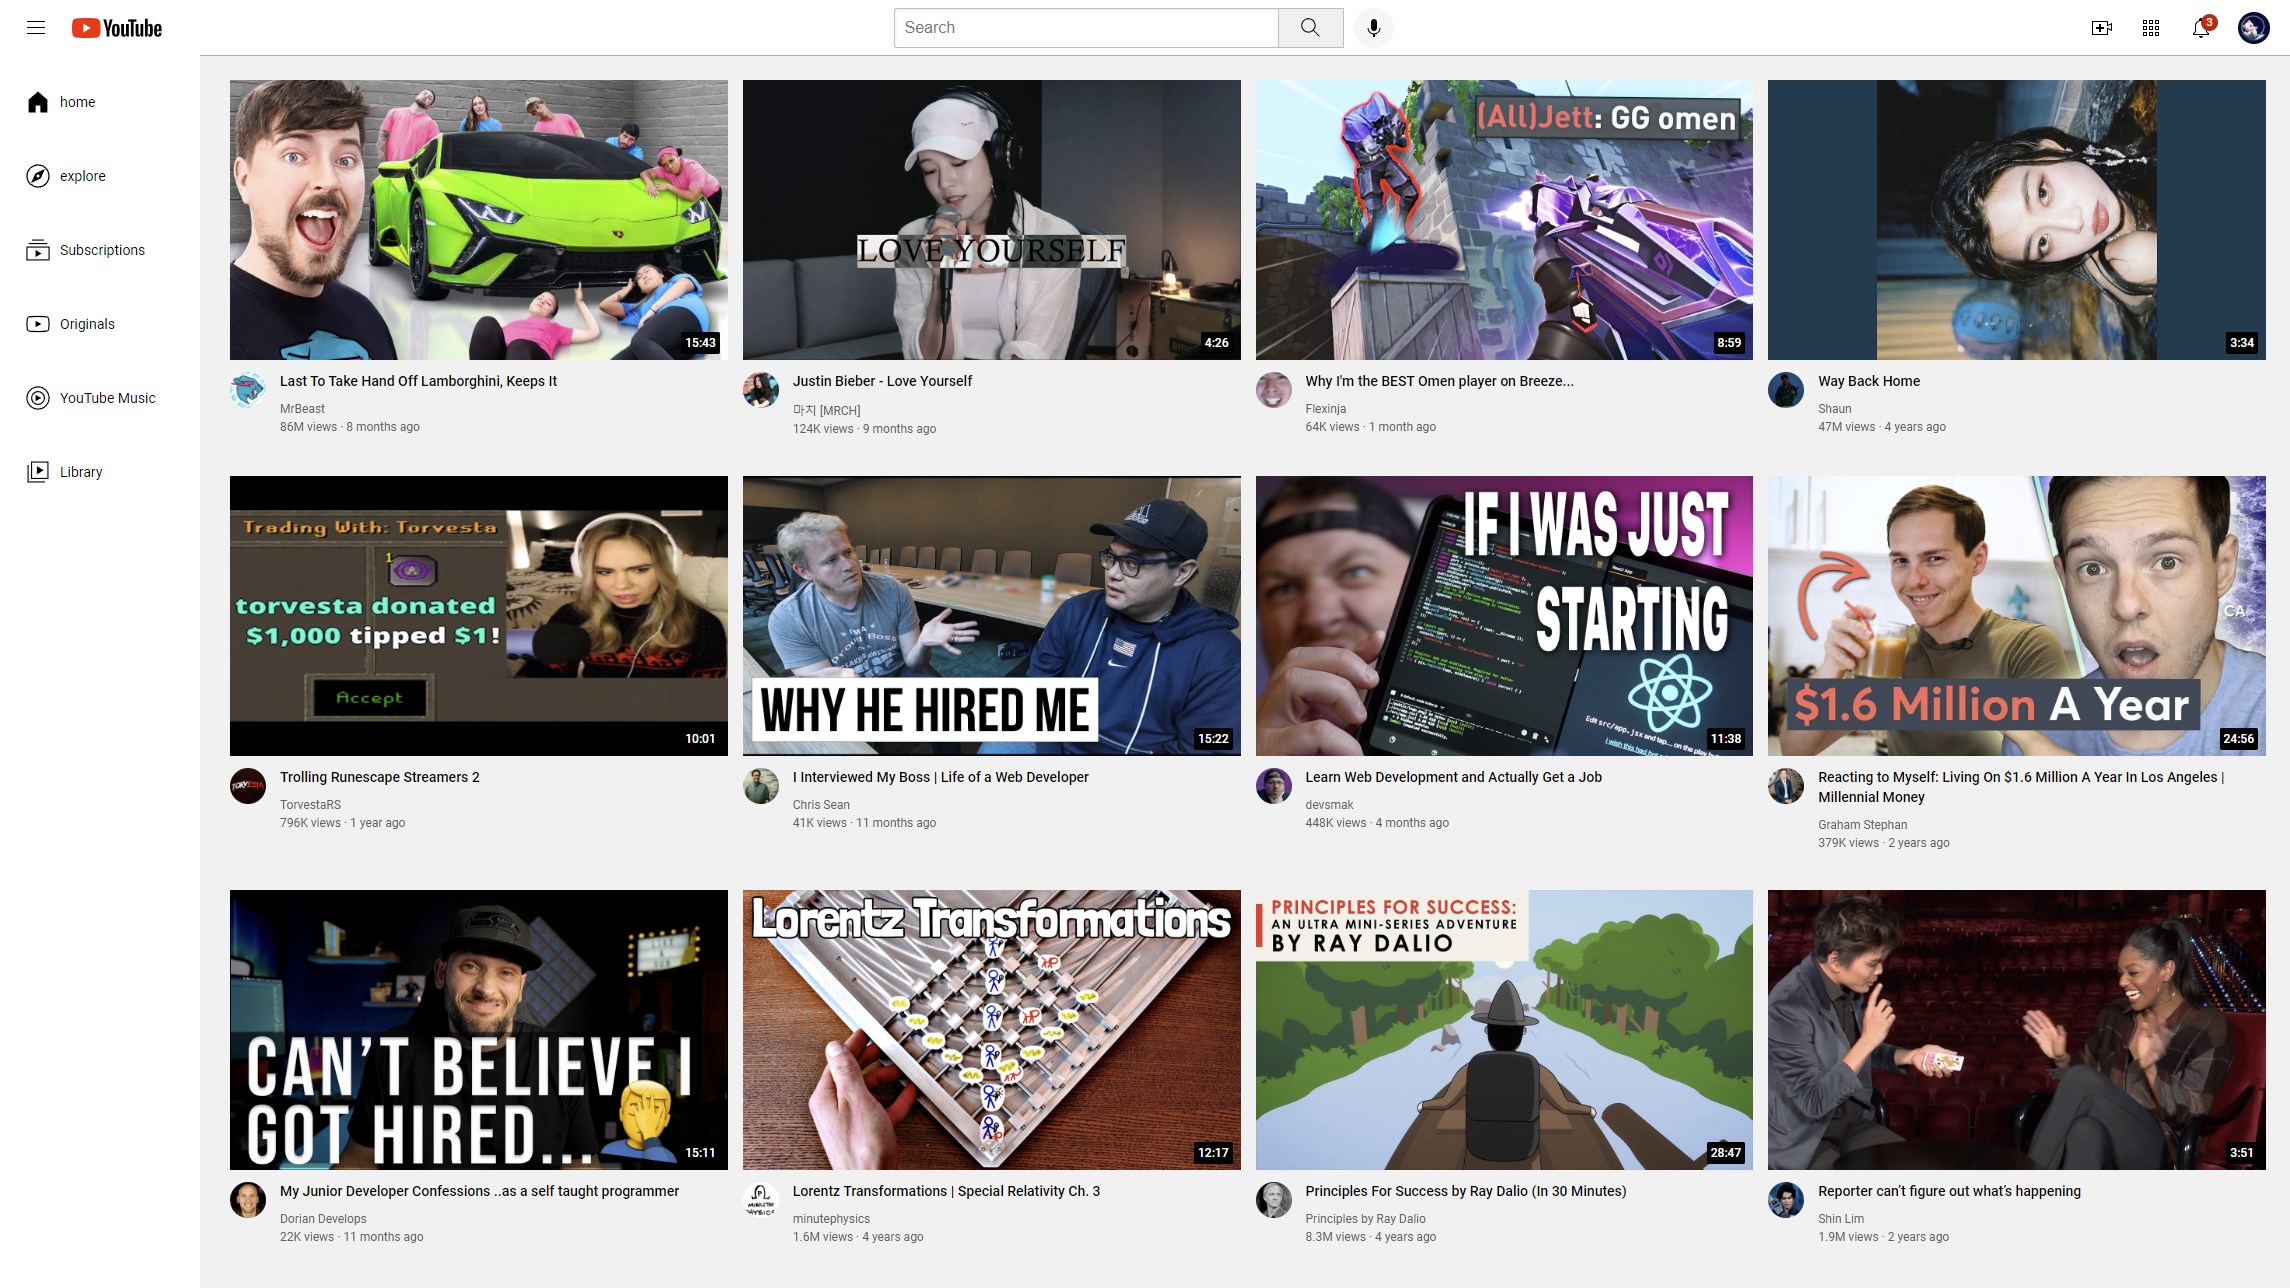 YouTube
Search
3
home
explore
Subscriptions
Originals
YouTube Music
Library
15:43
Last To Take Hand Off Lamborghini, Keeps It
MrBeast
86M views · 8 months ago
LOVE YOURSELF
4:26
Justin Bieber - Love Yourself
마치 [MRCH]
124K views · 9 months ago
(All)Jett: GG omen
8:59
Why I'm the BEST Omen player on Breeze...
Flexinja
64K views · 1 month ago
3:34
Way Back Home
Shaun
47M views · 4 years ago
Trading With: Torvesta
1
torvesta donated
$1,000 tipped $1!
Accept
10:01
Trolling Runescape Streamers 2
TorvestaRS
796K views · 1 year ago
WHY HE HIRED ME
15:22
I Interviewed My Boss | Life of a Web Developer
Chris Sean
41K views · 11 months ago
IF I WAS JUST
STARTING
11:38
Learn Web Development and Actually Get a Job
devsmak
448K views · 4 months ago
CA
$1.6 Million A Year
24:56
Reacting to Myself: Living On $1.6 Million A Year In Los Angeles |
Millennial Money
Graham Stephan
379K views · 2 years ago
CAN'T BELIEVE I
GOT HIRED...
15:11
My Junior Developer Confessions ..as a self taught programmer
Dorian Develops
22K views · 11 months ago
Lorentz Transformations
12:17
Lorentz Transformations | Special Relativity Ch. 3
minutephysics
1.6M views · 4 years ago
PRINCIPLES FOR SUCCESS:
AN ULTRA MINI-SERIES ADVENTURE
BY RAY DALIO
28:47
Principles For Success by Ray Dalio (In 30 Minutes)
Principles by Ray Dalio
8.3M views · 4 years ago
3:51
Reporter can't figure out what's happening
Shin Lim
1.9M views · 2 years ago